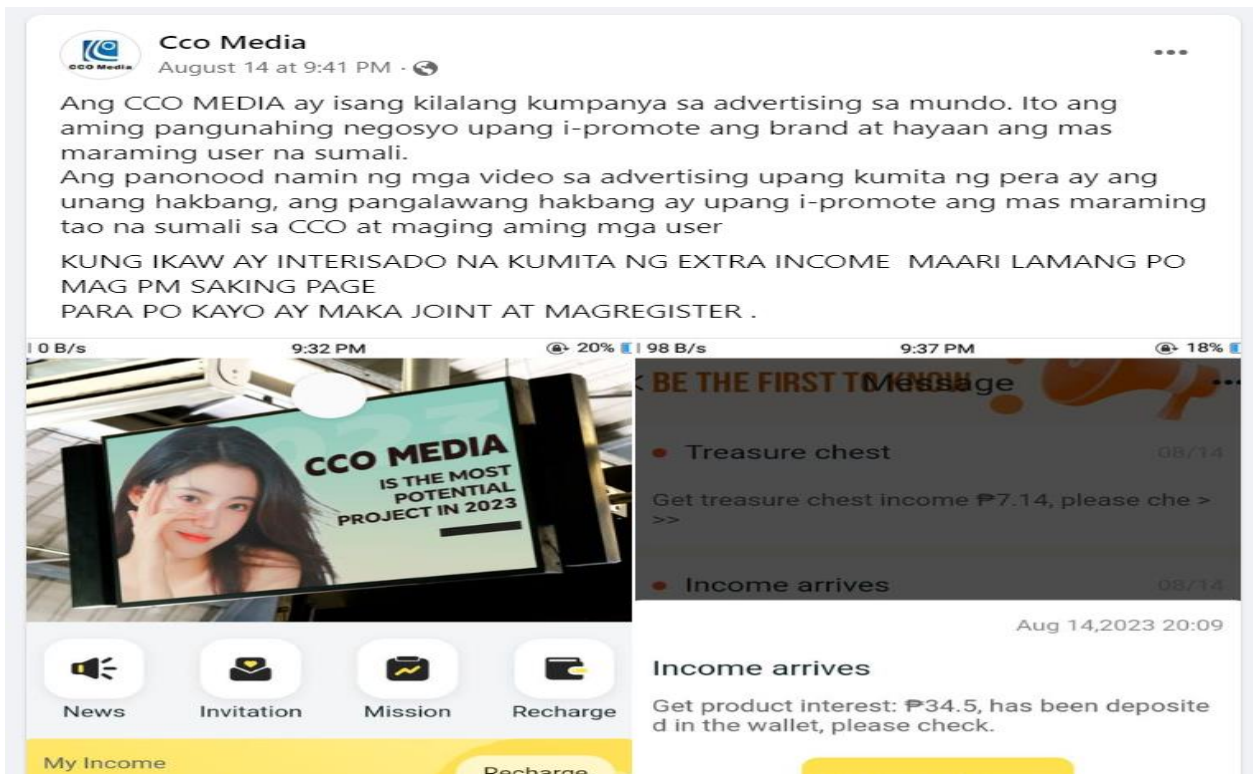 Cco Media
CCO Media
August 14 at 9:41 PM ·
Ang CCO MEDIA ay isang kilalang kumpanya sa advertising sa mundo. Ito ang
aming pangunahing negosyo upang i-promote ang brand at hayaan ang mas
maraming user na sumali.
Ang panonood namin ng mga video sa advertising upang kumita ng pera ay ang
unang hakbang, ang pangalawang hakbang ay upang i-promote ang mas maraming
tao na sumali sa CCO at maging aming mga user
KUNG IKAW AY INTERISADO NA KUMITA NG EXTRA INCOME MAARI LAMANG PO
MAG PM SAKING PAGE
PARA PO KAYO AY MAKA JOINT AT MAGREGISTER .
0 B/s 9:32 PM 20%
2023
CCO MEDIA
IS THE MOST
POTENTIAL
PROJECT IN 2023
News Invitation Mission Recharge
My Income
Recharge
98 B/s 9:37 PM 18%
BE THE FIRST TO KNOW
Message
Treasure chest 08/14
Get treasure chest income ₱7.14, please che >
>>
Income arrives 08/14
Aug 14,2023 20:09
Income arrives
Get product interest: ₱34.5, has been deposite
d in the wallet, please check.